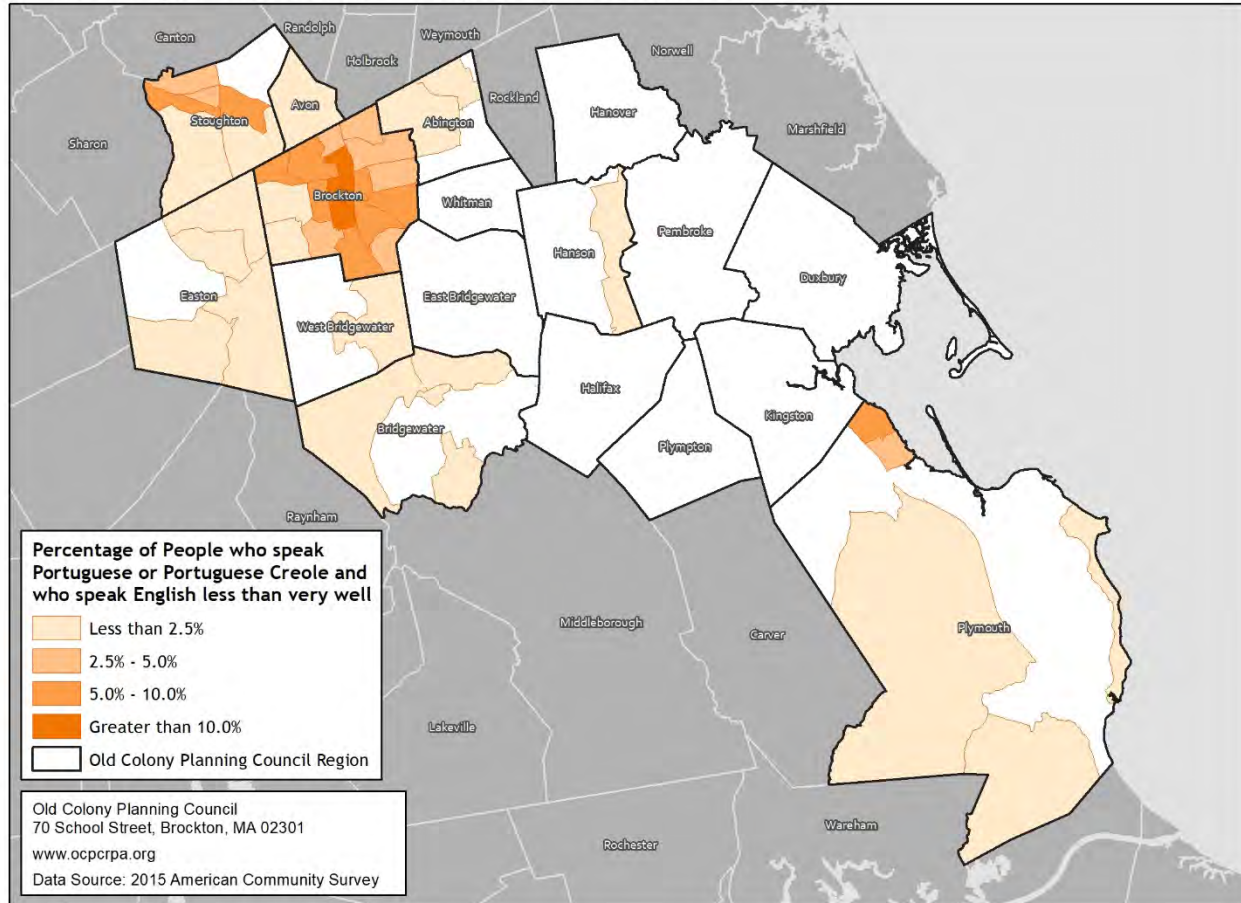 Canton
Randolph
Weymouth
Holbrook
Norwell
Rockland
Avon
Stoughton
Abington
Hanover
Marshfield
Sharon
Brockton
Whitman
Pembroke
Hanson
Duxbury
Easton
East Bridgewater
West Bridgewater
Halifax
Kingston
Bridgewater
Plympton
Raynham
Middleborough
Carver
Plymouth
Lakeville
Wareham
Rochester
Percentage of People who speak
Portuguese or Portuguese Creole and
who speak English less than very well
Less than 2.5%
2.5% - 5.0%
5.0% - 10.0%
Greater than 10.0%
Old Colony Planning Council Region
Old Colony Planning Council
70 School Street, Brockton, MA 02301
www.ocpcrpa.org
Data Source: 2015 American Community Survey